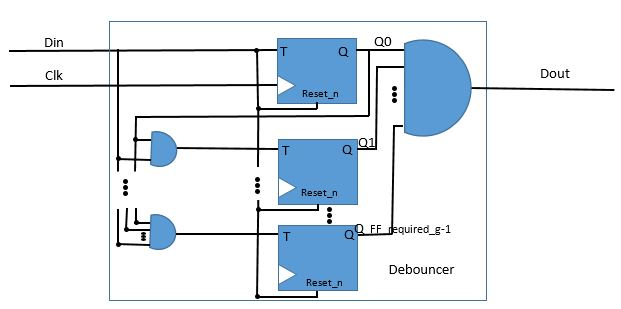 Din
Clk
T Q
Reset_n
Q0
Dout
T Q
Reset_n
Q1
T Q
Reset_n
Q_FF_required_g-1
Debouncer